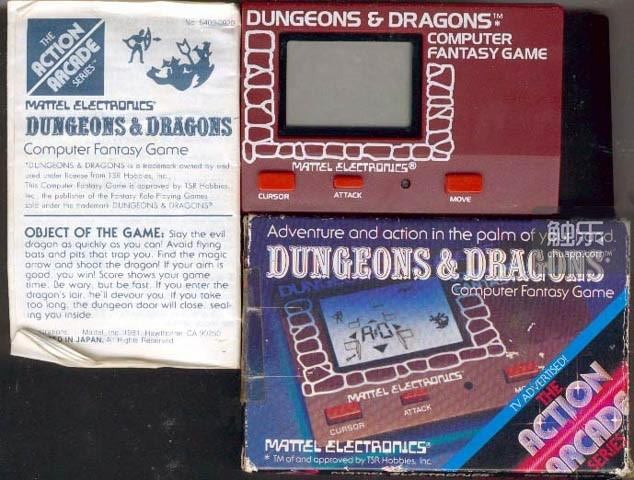 No. 5409-0920
THE
ACTION
ARCADE
SERIES™
MATTEL ELECTRONICS®
DUNGEONS & DRAGONS
Computer Fantasy Game
*DUNGEONS & DRAGONS is a trademark owned by and
used under license from TSR Hobbies, Inc.
This Computer Fantasy Game is approved by TSR Hobbies,
Inc., the publisher of the Fantasy Role Playing Games
sold under the trademark DUNGEONS & DRAGONS®
OBJECT OF THE GAME: Slay the evil
dragon as quickly as you can! Avoid flying
bats and pits that trap you. Find the magic
arrow and shoot the dragon! If your aim is
good, you win! Score shows your game
time. Be wary, but be fast. If you enter the
dragon's lair, he'll devour you. If you take
too long, the dungeon door will close, seal-
ing you inside.
Mattel, Inc. 1981, Hawthorne, CA 90250
IN JAPAN. All Rights Reserved.
DUNGEONS & DRAGONS™*
COMPUTER
FANTASY GAME
MATTEL ELECTRONICS®
CURSOR
ATTACK
MOVE
Adventure and action in the palm of
DUNGEONS & DRAGONS™
Computer Fantasy Game
MATTEL ELECTRONICS
CURSOR
ATTACK
TV ADVERTISED!
THE
ACTION
ARCADE
SERIES
MATTEL ELECTRONICS®
* TM of and approved by TSR Hobbies, Inc.
触乐
chuapp.com